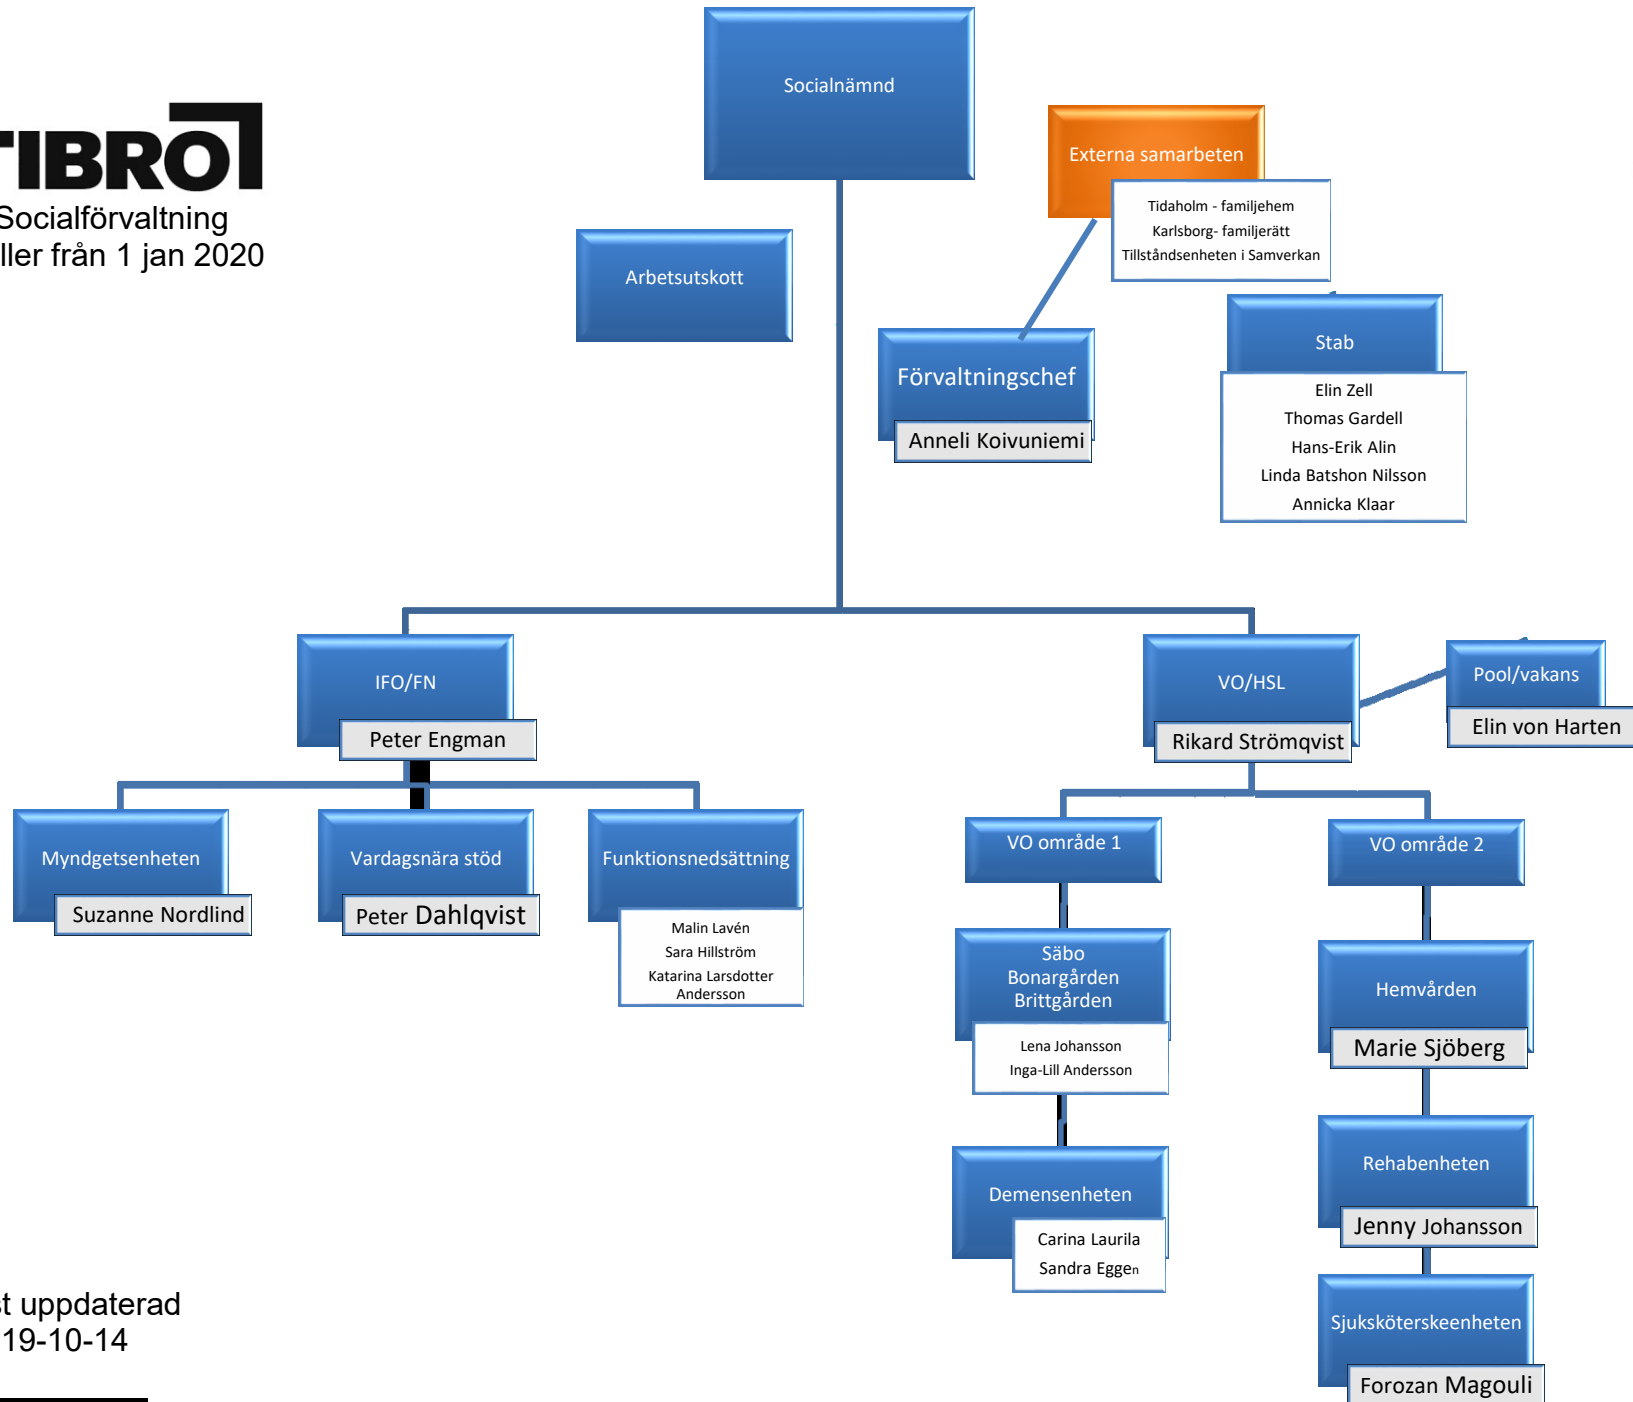 Socialnämnd
TIBRO
Socialförvaltning
ller från 1 jan 2020
Externa samarbeten
Tidaholm - familjehem
Karlsborg- familjerätt
Tillståndsenheten i Samverkan
Arbetsutskott
Förvaltningschef
Anneli Koivuniemi
Stab
Elin Zell
Thomas Gardell
Hans-Erik Alin
Linda Batshon Nilsson
Annicka Klaar
IFO/FN
Peter Engman
VO/HSL
Rikard Strömqvist
Pool/vakans
Elin von Harten
Myndgetsenheten
Suzanne Nordlind
Vardagsnära stöd
Peter Dahlqvist
Funktionsnedsättning
Malin Lavén
Sara Hillström
Katarina Larsdotter
Andersson
VO område 1
Säbo
Bonargården
Brittgården
Lena Johansson
Inga-Lill Andersson
Demensenheten
Carina Laurila
Sandra Eggen
VO område 2
Hemvården
Marie Sjöberg
Rehabenheten
Jenny Johansson
Sjuksköterskeenheten
Forozan Magouli
st uppdaterad
19-10-14